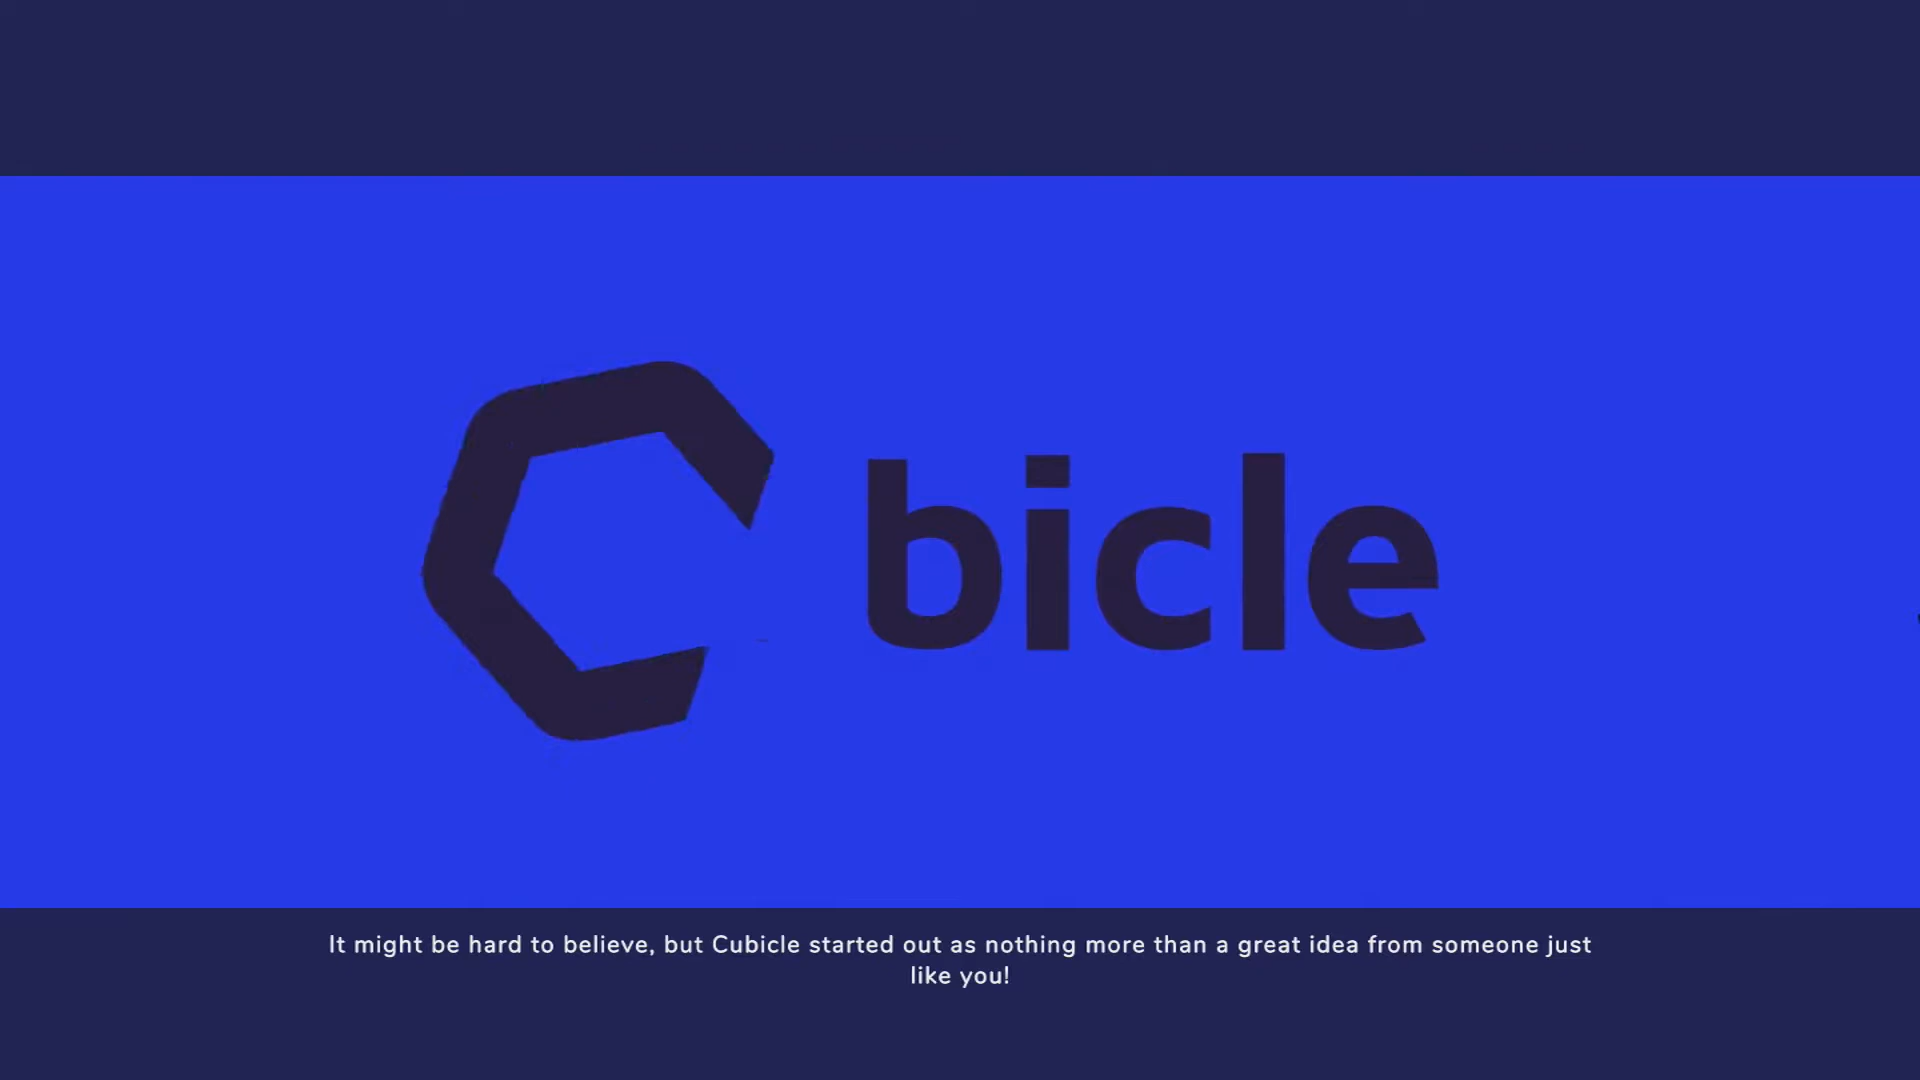 C bicle
It might be hard to believe, but Cubicle started out as nothing more than a great idea from someone just
like you!